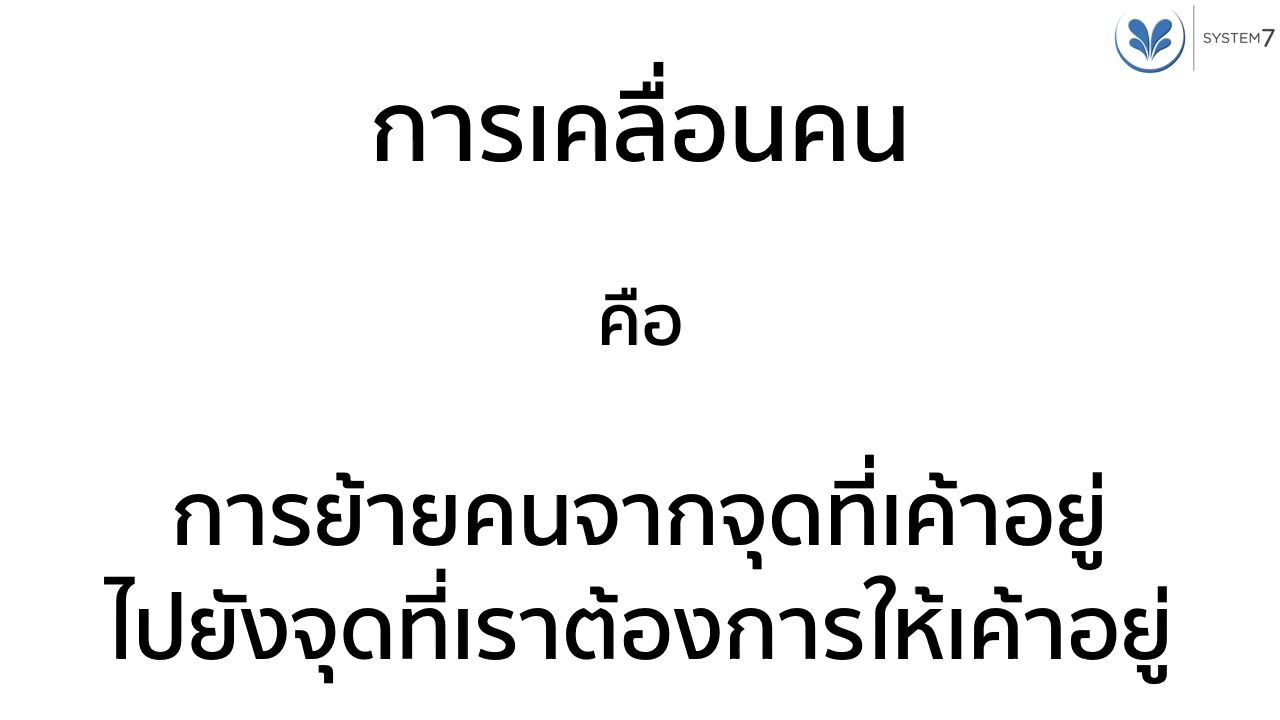 SYSTEM7
การเคลื่อนคน
คือ
การย้ายคนจากจุดที่เค้าอยู่
ไปยังจุดที่เราต้องการให้เค้าอยู่